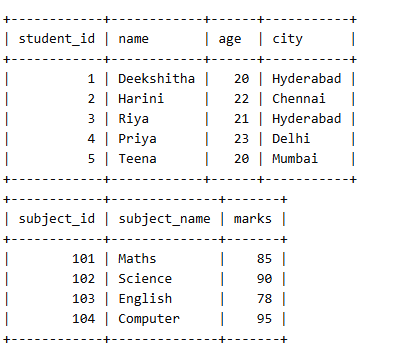 +------------+------------+------+-----------+
| student_id | name       | age  | city      |
+------------+------------+------+-----------+
|          1 | Deekshitha |   20 | Hyderabad |
|          2 | Harini     |   22 | Chennai   |
|          3 | Riya       |   21 | Hyderabad |
|          4 | Priya      |   23 | Delhi     |
|          5 | Teena      |   20 | Mumbai    |
+------------+------------+------+-----------+
+------------+--------------+-------+
| subject_id | subject_name | marks |
+------------+--------------+-------+
|        101 | Maths        |    85 |
|        102 | Science      |    90 |
|        103 | English      |    78 |
|        104 | Computer     |    95 |
+------------+--------------+-------+